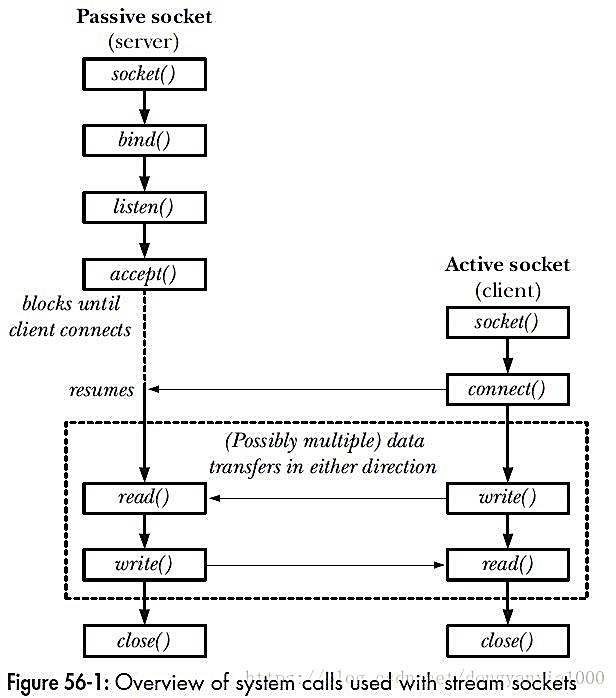 Passive socket
(server)
socket()
bind()
listen()
accept()
blocks until
client connects
resumes
Active socket
(client)
socket()
connect()
(Possibly multiple) data
transfers in either direction
read()
write()
write()
read()
close()
close()
Figure 56-1: Overview of system calls used with stream sockets